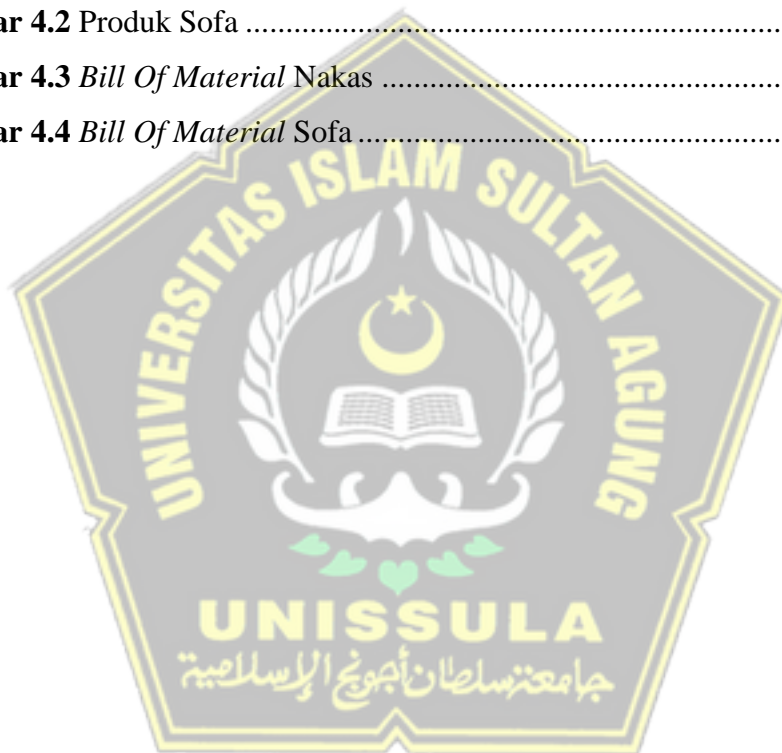 ar 4.2 Produk Sofa ........................................................................
ar 4.3 Bill Of Material Nakas ......................................................
ar 4.4 Bill Of Material Sofa .........................................................
UNIVERSITAS ISLAM SULTAN AGUNG
UNISSULA
جامعة سلطان أجونج الإسلامية